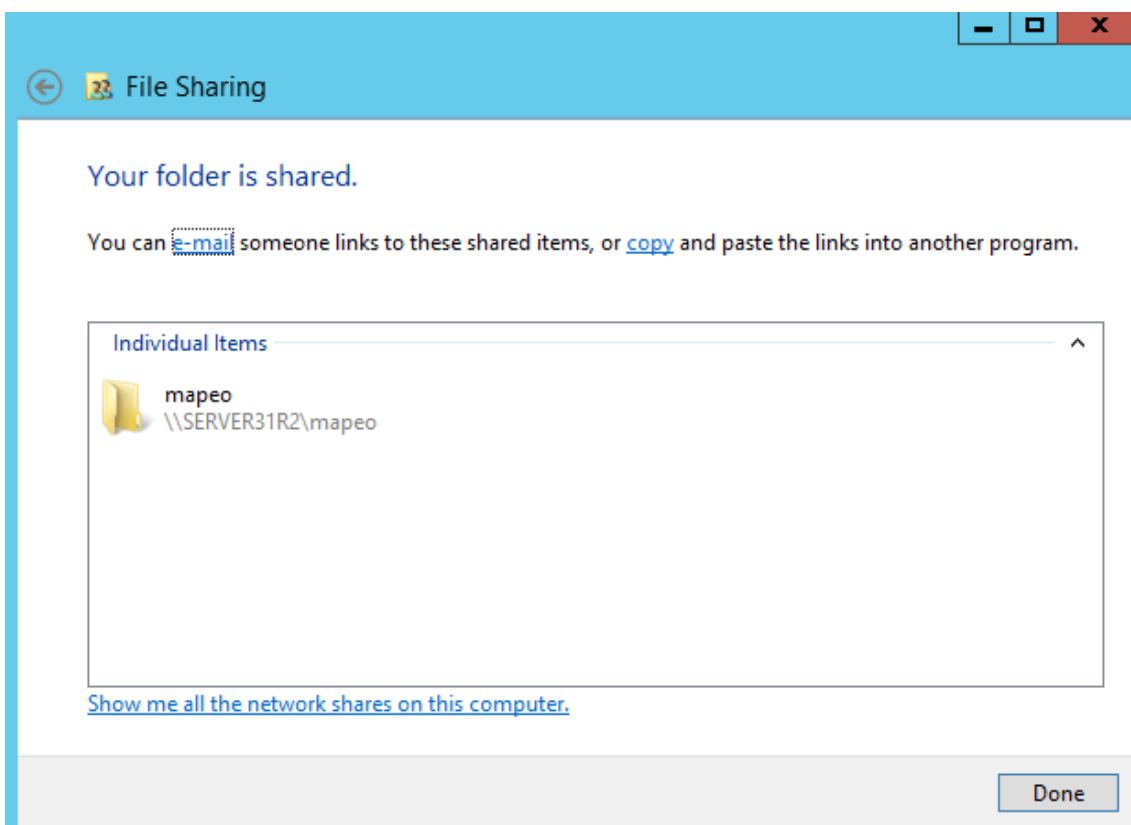 File Sharing
Your folder is shared.
You can e-mail someone links to these shared items, or copy and paste the links into another program.
Individual Items
mapeo
\\SERVER31R2\mapeo
Show me all the network shares on this computer.
Done